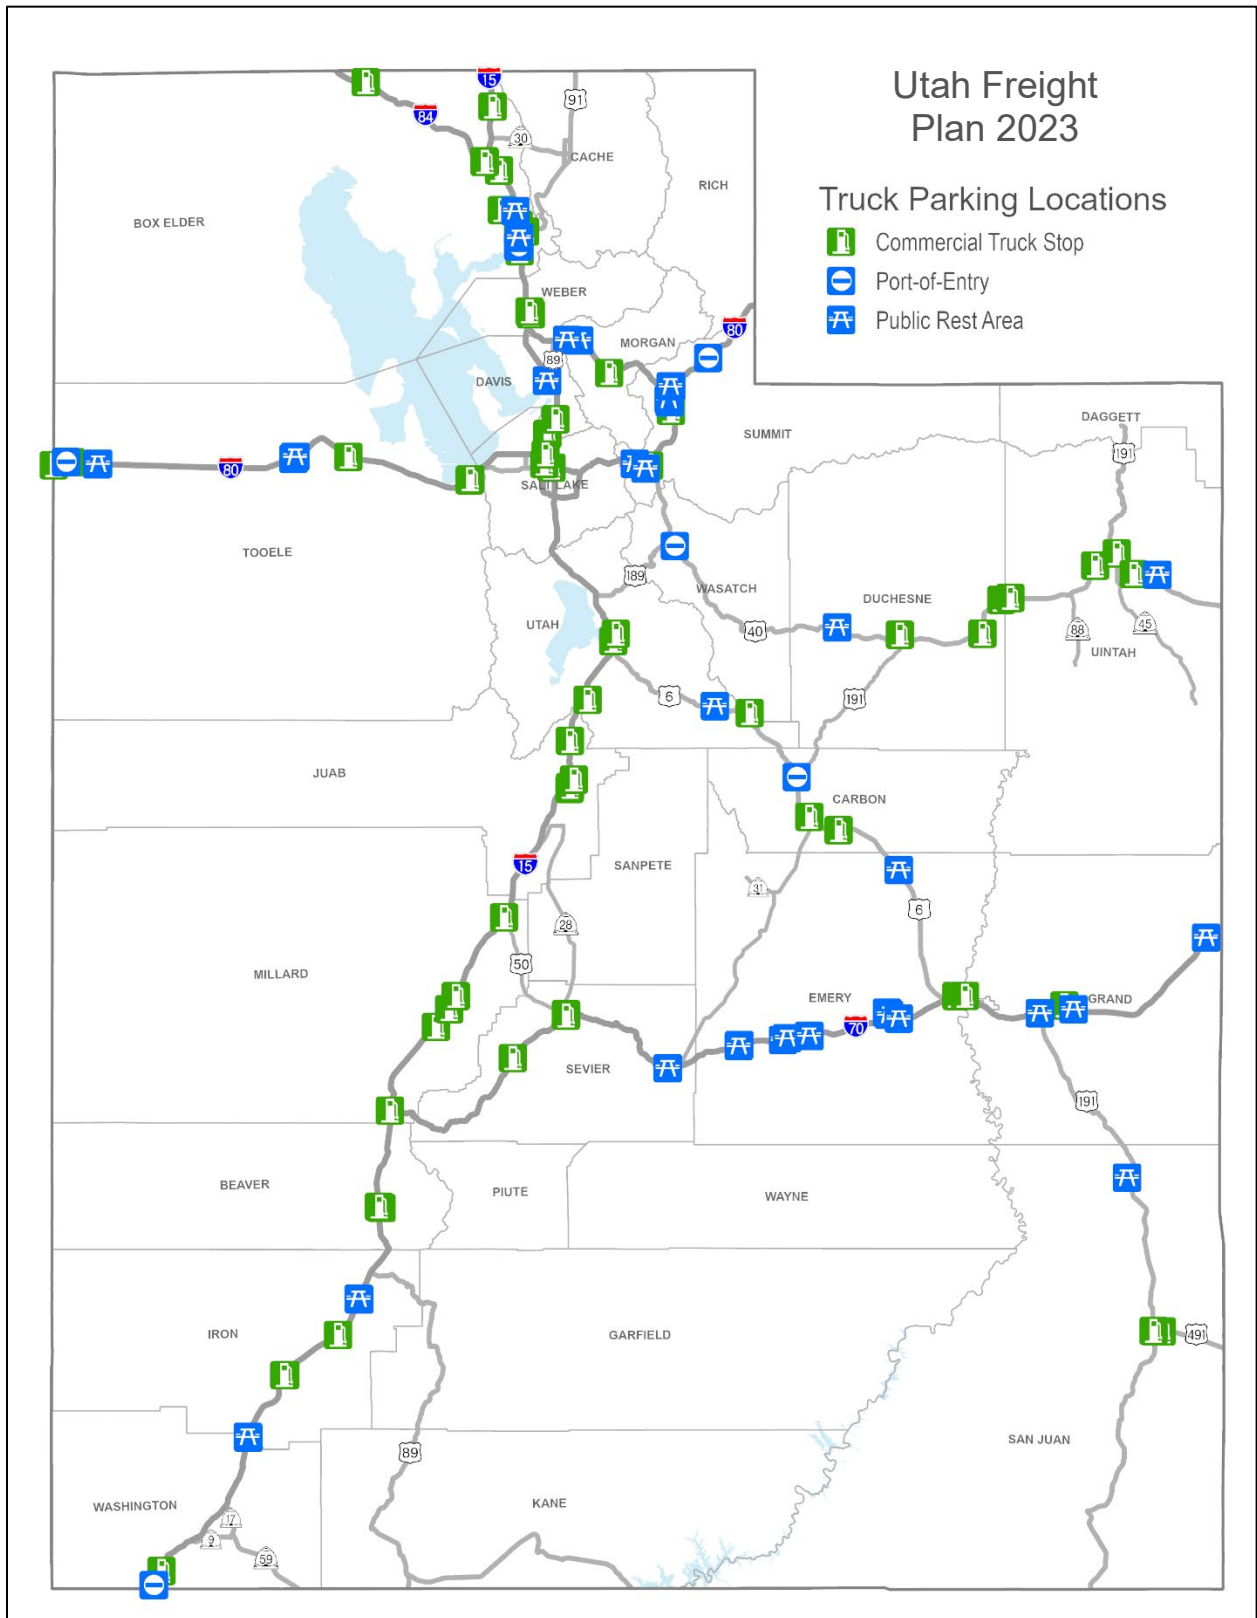 Utah Freight
Plan 2023
Truck Parking Locations
Commercial Truck Stop
Port-of-Entry
Public Rest Area
15
84
91
30
CACHE
RICH
BOX ELDER
WEBER
80
MORGAN
89
DAVIS
DAGGETT
SUMMIT
191
80
SALT LAKE
TOOELE
189
WASATCH
DUCHESNE
UTAH
40
88
45
UINTAH
6
191
JUAB
CARBON
15
SANPETE
31
6
28
50
MILLARD
EMERY
GRAND
70
SEVIER
191
BEAVER
PIUTE
WAYNE
IRON
GARFIELD
491
SAN JUAN
89
WASHINGTON
KANE
17
9
59